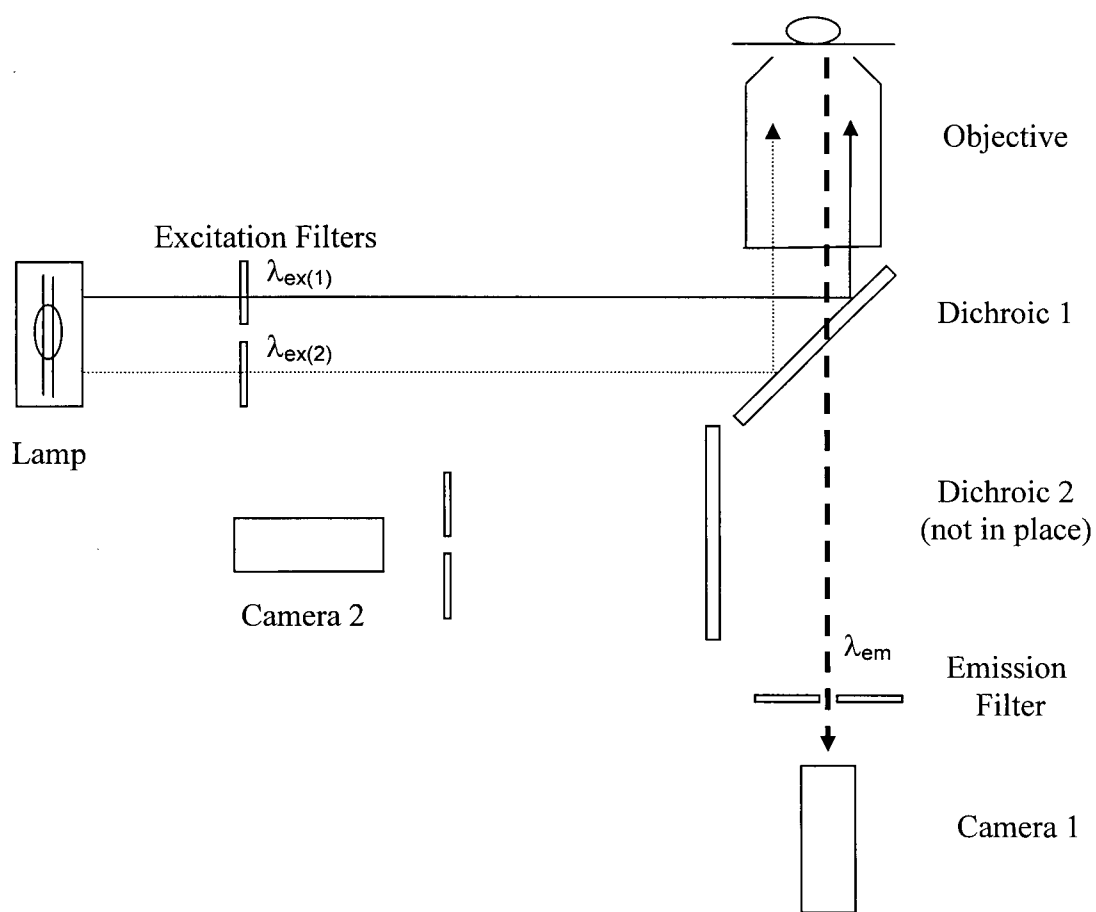 Objective
Excitation Filters
λex(1)
Dichroic 1
λex(2)
Lamp
Dichroic 2
(not in place)
Camera 2
λem
Emission
Filter
Camera 1